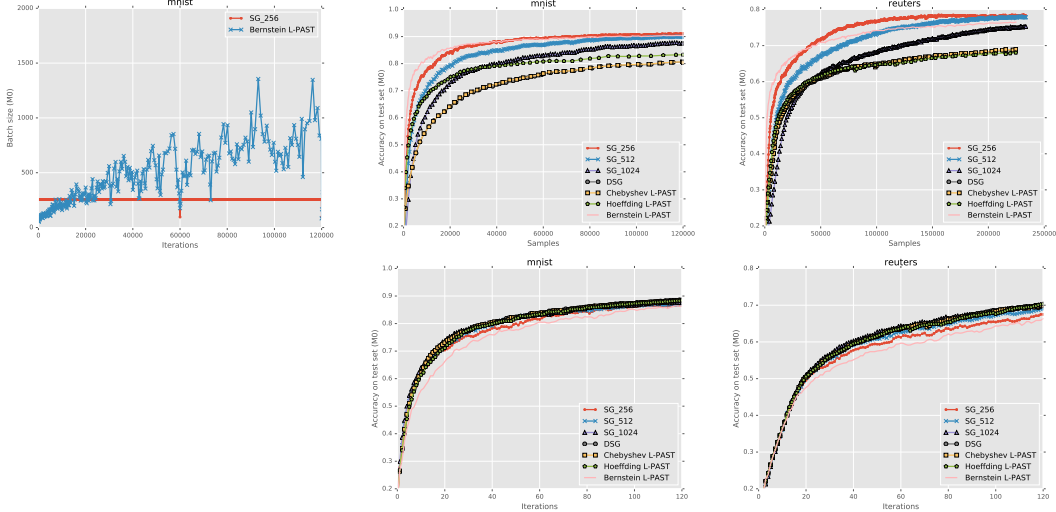 mnist
Batch size (M0)
2000
1500
1000
500
0
SG_256
Bernstein L-PAST
0 20000 40000 60000 80000 100000 120000
Iterations
mnist
Accuracy on test set (M0)
1.0
0.9
0.8
0.7
0.6
0.5
0.4
0.3
0.2
SG_256
SG_512
SG_1024
DSG
Chebyshev L-PAST
Hoeffding L-PAST
Bernstein L-PAST
0 20000 40000 60000 80000 100000 120000
Samples
reuters
Accuracy on test set (M0)
0.8
0.7
0.6
0.5
0.4
0.3
0.2
SG_256
SG_512
SG_1024
DSG
Chebyshev L-PAST
Hoeffding L-PAST
Bernstein L-PAST
0 50000 100000 150000 200000 250000
Samples
mnist
Accuracy on test set (M0)
1.0
0.9
0.8
0.7
0.6
0.5
0.4
0.3
0.2
SG_256
SG_512
SG_1024
DSG
Chebyshev L-PAST
Hoeffding L-PAST
Bernstein L-PAST
0 20 40 60 80 100 120
Iterations
reuters
Accuracy on test set (M0)
0.8
0.7
0.6
0.5
0.4
0.3
0.2
SG_256
SG_512
SG_1024
DSG
Chebyshev L-PAST
Hoeffding L-PAST
Bernstein L-PAST
0 20 40 60 80 100 120
Iterations